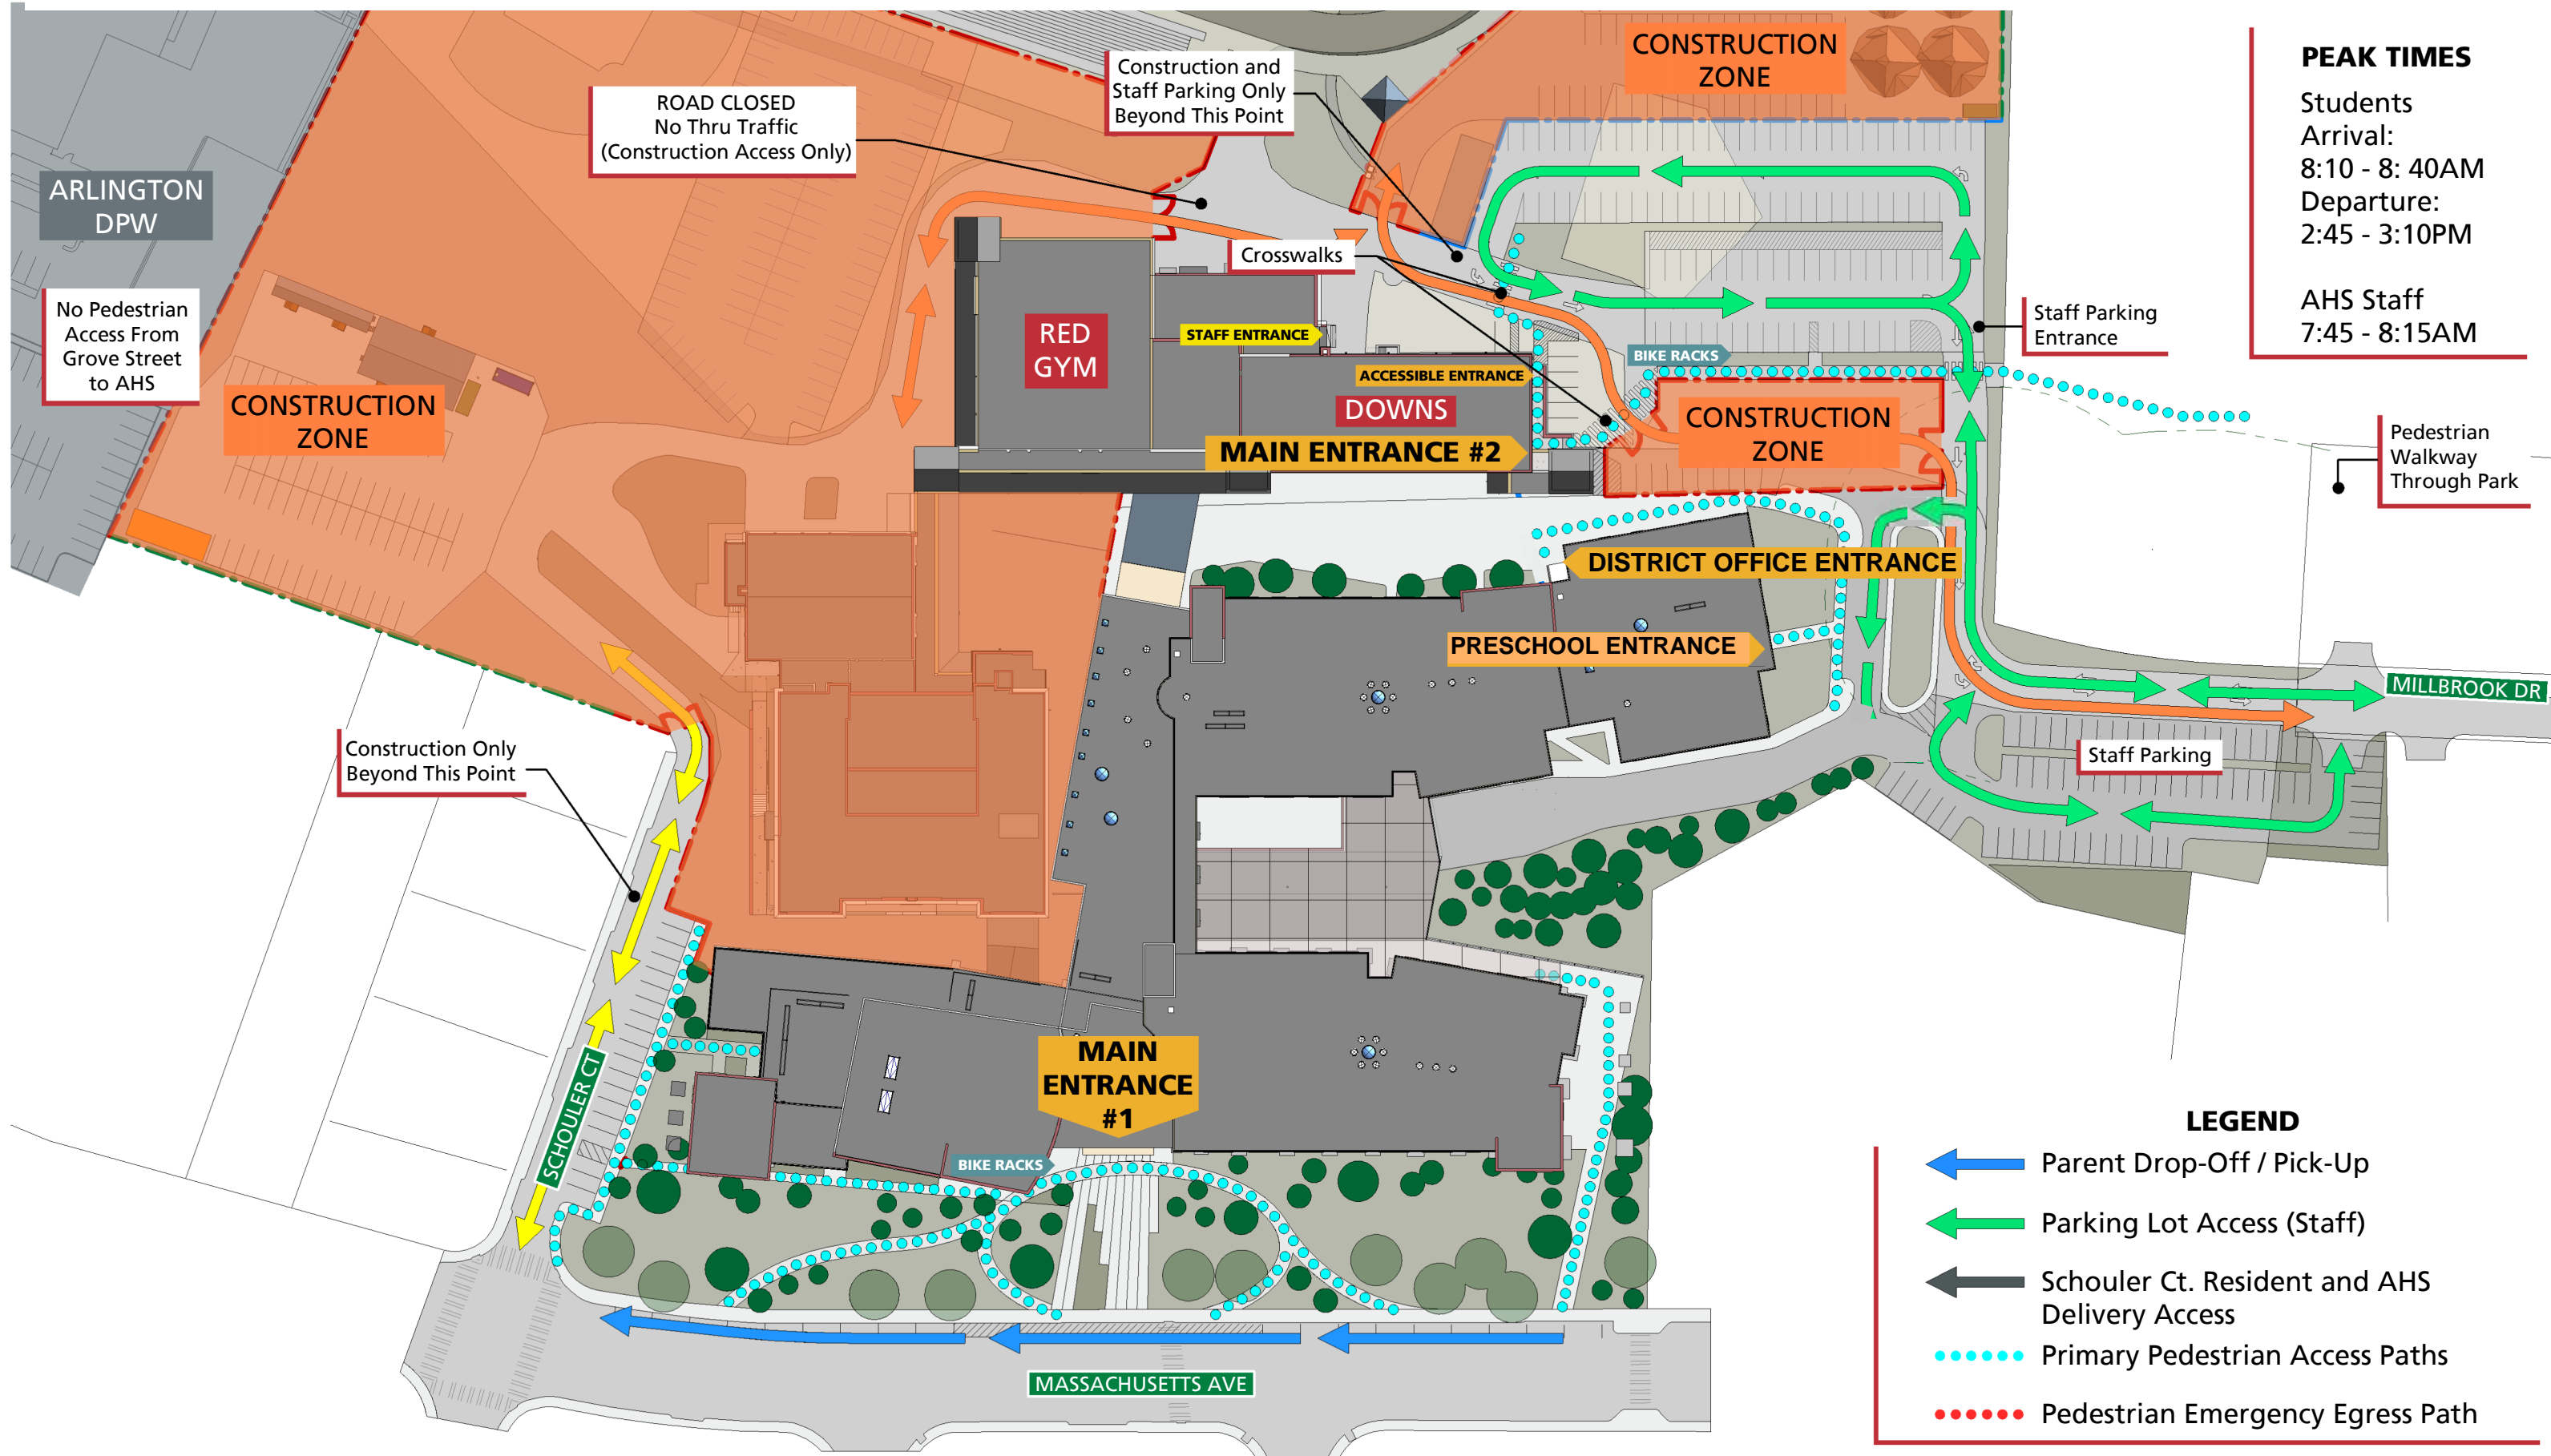 CONSTRUCTION
ZONE
PEAK TIMES
Students
Arrival:
8:10 - 8: 40AM
Departure:
2:45 - 3:10PM
AHS Staff
7:45 - 8:15AM
Construction and
Staff Parking Only
Beyond This Point
ROAD CLOSED
No Thru Traffic
(Construction Access Only)
ARLINGTON
DPW
Crosswalks
No Pedestrian
Access From
Grove Street
to AHS
RED
GYM
STAFF ENTRANCE
Staff Parking
Entrance
BIKE RACKS
ACCESSIBLE ENTRANCE
DOWNS
CONSTRUCTION
ZONE
CONSTRUCTION
ZONE
MAIN ENTRANCE #2
Pedestrian
Walkway
Through Park
DISTRICT OFFICE ENTRANCE
PRESCHOOL ENTRANCE
MILLBROOK DR
Construction Only
Beyond This Point
Staff Parking
MAIN
ENTRANCE
#1
SCHOULER CT
BIKE RACKS
MASSACHUSETTS AVE
LEGEND
Parent Drop-Off / Pick-Up
Parking Lot Access (Staff)
Schouler Ct. Resident and AHS
Delivery Access
Primary Pedestrian Access Paths
Pedestrian Emergency Egress Path